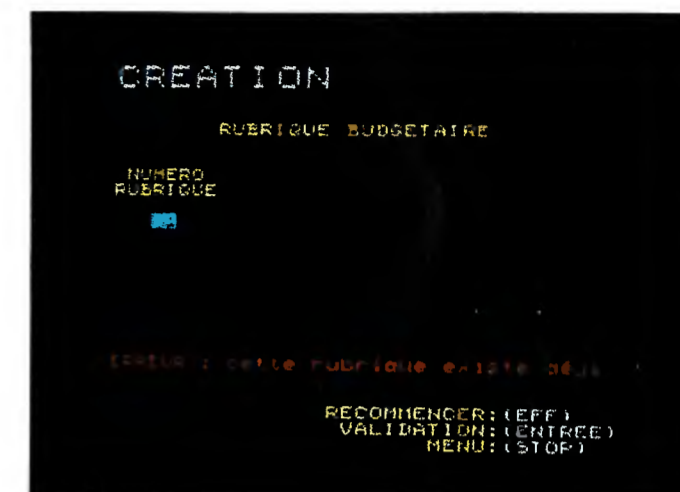 CREATION
RUBRIQUE BUDGETAIRE
NUMERO
RUBRIQUE
ERREUR : cette rubrique existe déjà
RECOMMENCER:(EFF)
VALIDATION:(ENTREE)
MENU:(STOP)